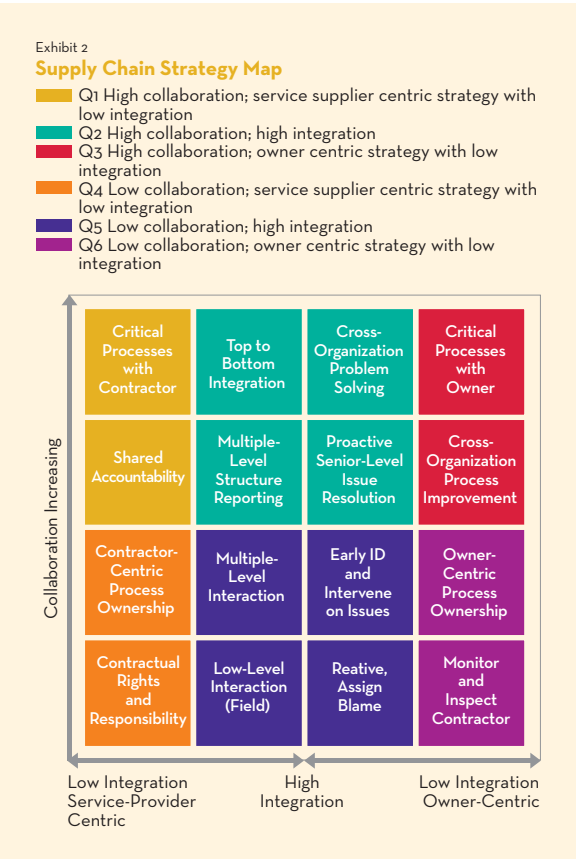 Exhibit 2
Supply Chain Strategy Map
Q1 High collaboration; service supplier centric strategy with
low integration
Q2 High collaboration; high integration
Q3 High collaboration; owner centric strategy with low
integration
Q4 Low collaboration; service supplier centric strategy with
low integration
Q5 Low collaboration; high integration
Q6 Low collaboration; owner centric strategy with low
integration
Collaboration Increasing
Critical
Processes
with
Contractor
Top to
Bottom
Integration
Cross-
Organization
Problem
Solving
Critical
Processes
with
Owner
Shared
Accountability
Multiple-
Level
Structure
Reporting
Proactive
Senior-Level
Issue
Resolution
Cross-
Organization
Process
Improvement
Contractor-
Centric
Process
Ownership
Multiple-
Level
Interaction
Early ID
and
Intervene
on Issues
Owner-
Centric
Process
Ownership
Contractual
Rights
and
Responsibility
Low-Level
Interaction
(Field)
Reative,
Assign
Blame
Monitor
and
Inspect
Contractor
Low Integration
Service-Provider
Centric
High
Integration
Low Integration
Owner-Centric